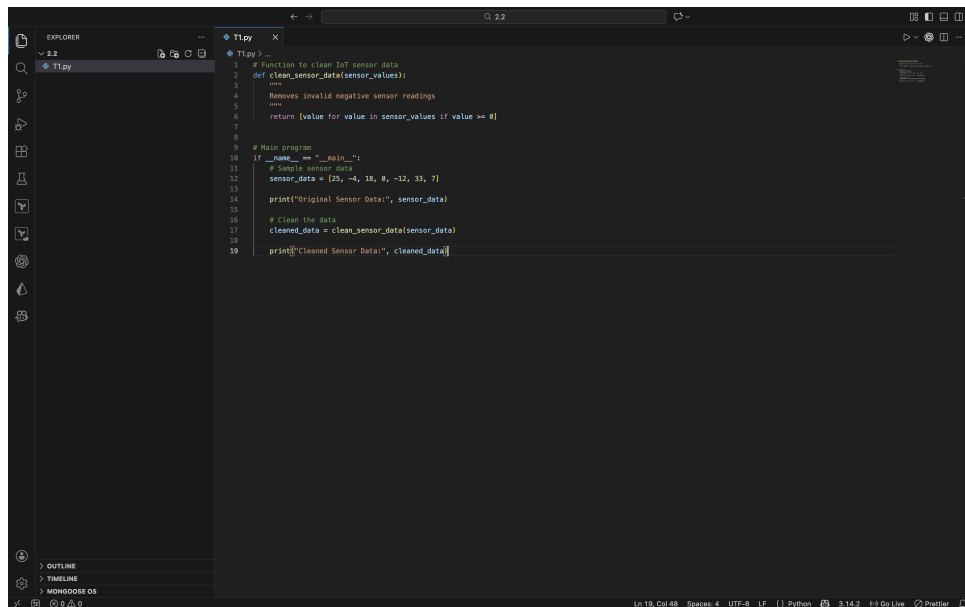 2.2
EXPLORER
2.2
T1.py
OUTLINE
TIMELINE
MONGOOSE OS
T1.py
T1.py > ...
1 # Function to clean IoT sensor data
2 def clean_sensor_data(sensor_values):
3 """
4 Removes invalid negative sensor readings
5 """
6 return [value for value in sensor_values if value >= 0]
7
8
9 # Main program
10 if __name__ == "__main__":
11 # Sample sensor data
12 sensor_data = [25, -4, 18, 0, -12, 33, 7]
13
14 print("Original Sensor Data:", sensor_data)
15
16 # Clean the data
17 cleaned_data = clean_sensor_data(sensor_data)
18
19 print("Cleaned Sensor Data:", cleaned_data)
0 0 Ln 19, Col 48 Spaces: 4 UTF-8 LF { } Python 3.14.2 Go Live Prettier